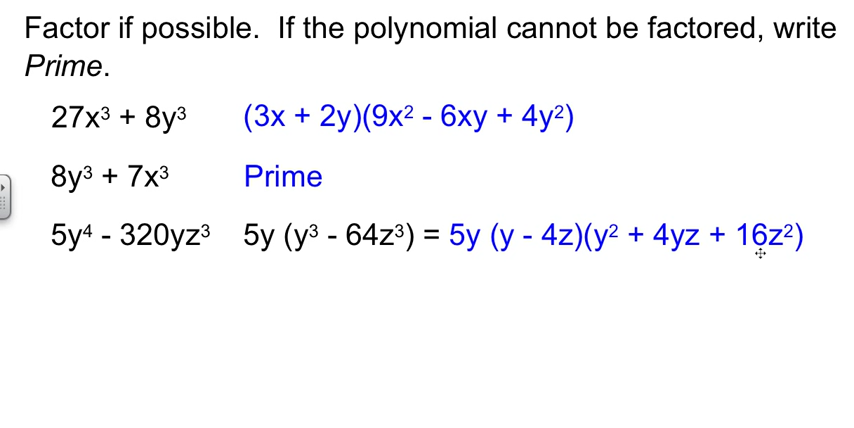 Factor if possible.  If the polynomial cannot be factored, write
Prime.
27x³ + 8y³ (3x + 2y)(9x² - 6xy + 4y²)
8y³ + 7x³ Prime
5y⁴ - 320yz³ 5y (y³ - 64z³) = 5y (y - 4z)(y² + 4yz + 16z²)